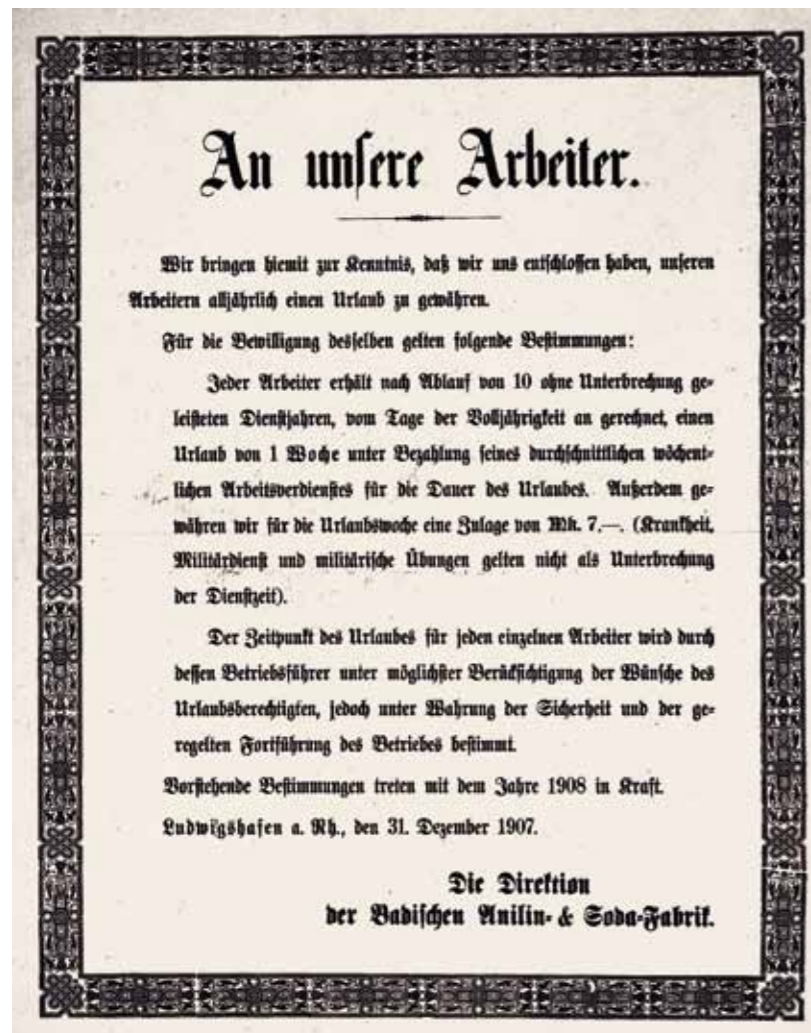 An unsere Arbeiter.
Wir bringen hiemit zur Kenntnis, daß wir uns entschlossen haben, unseren
Arbeitern alljährlich einen Urlaub zu gewähren.
Für die Bewilligung desselben gelten folgende Bestimmungen:
Jeder Arbeiter erhält nach Ablauf von 10 ohne Unterbrechung ge-
leisteten Dienstjahren, vom Tage der Volljährigkeit an gerechnet, einen
Urlaub von 1 Woche unter Bezahlung seines durchschnittlichen wöchent-
lichen Arbeitsverdienstes für die Dauer des Urlaubes. Außerdem ge-
währen wir für die Urlaubswoche eine Zulage von Mk. 7.—. (Krankheit,
Militärdienst und militärische Übungen gelten nicht als Unterbrechung
der Dienstzeit).
Der Zeitpunkt des Urlaubes für jeden einzelnen Arbeiter wird durch
dessen Betriebsführer unter möglichster Berücksichtigung der Wünsche des
Urlaubsberechtigten, jedoch unter Wahrung der Sicherheit und der ge-
regelten Fortführung des Betriebes bestimmt.
Vorstehende Bestimmungen treten mit dem Jahre 1908 in Kraft.
Ludwigshafen a. Rh., den 31. Dezember 1907.
Die Direktion
der Badischen Anilin- & Soda-Fabrik.